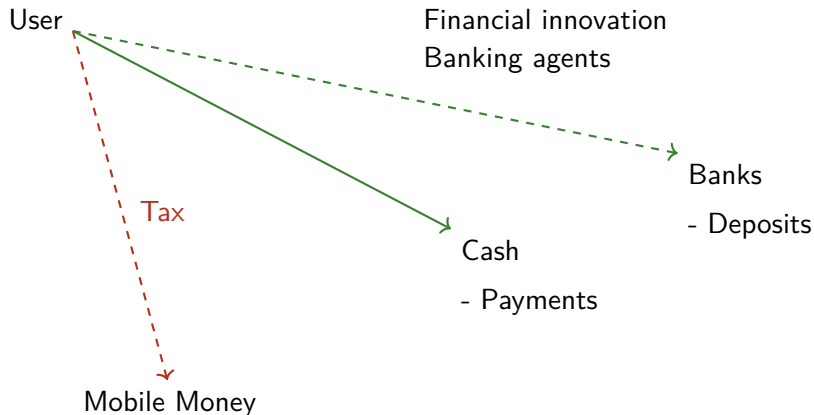 User
Financial innovation
Banking agents
Banks
- Deposits
Tax
Cash
- Payments
Mobile Money